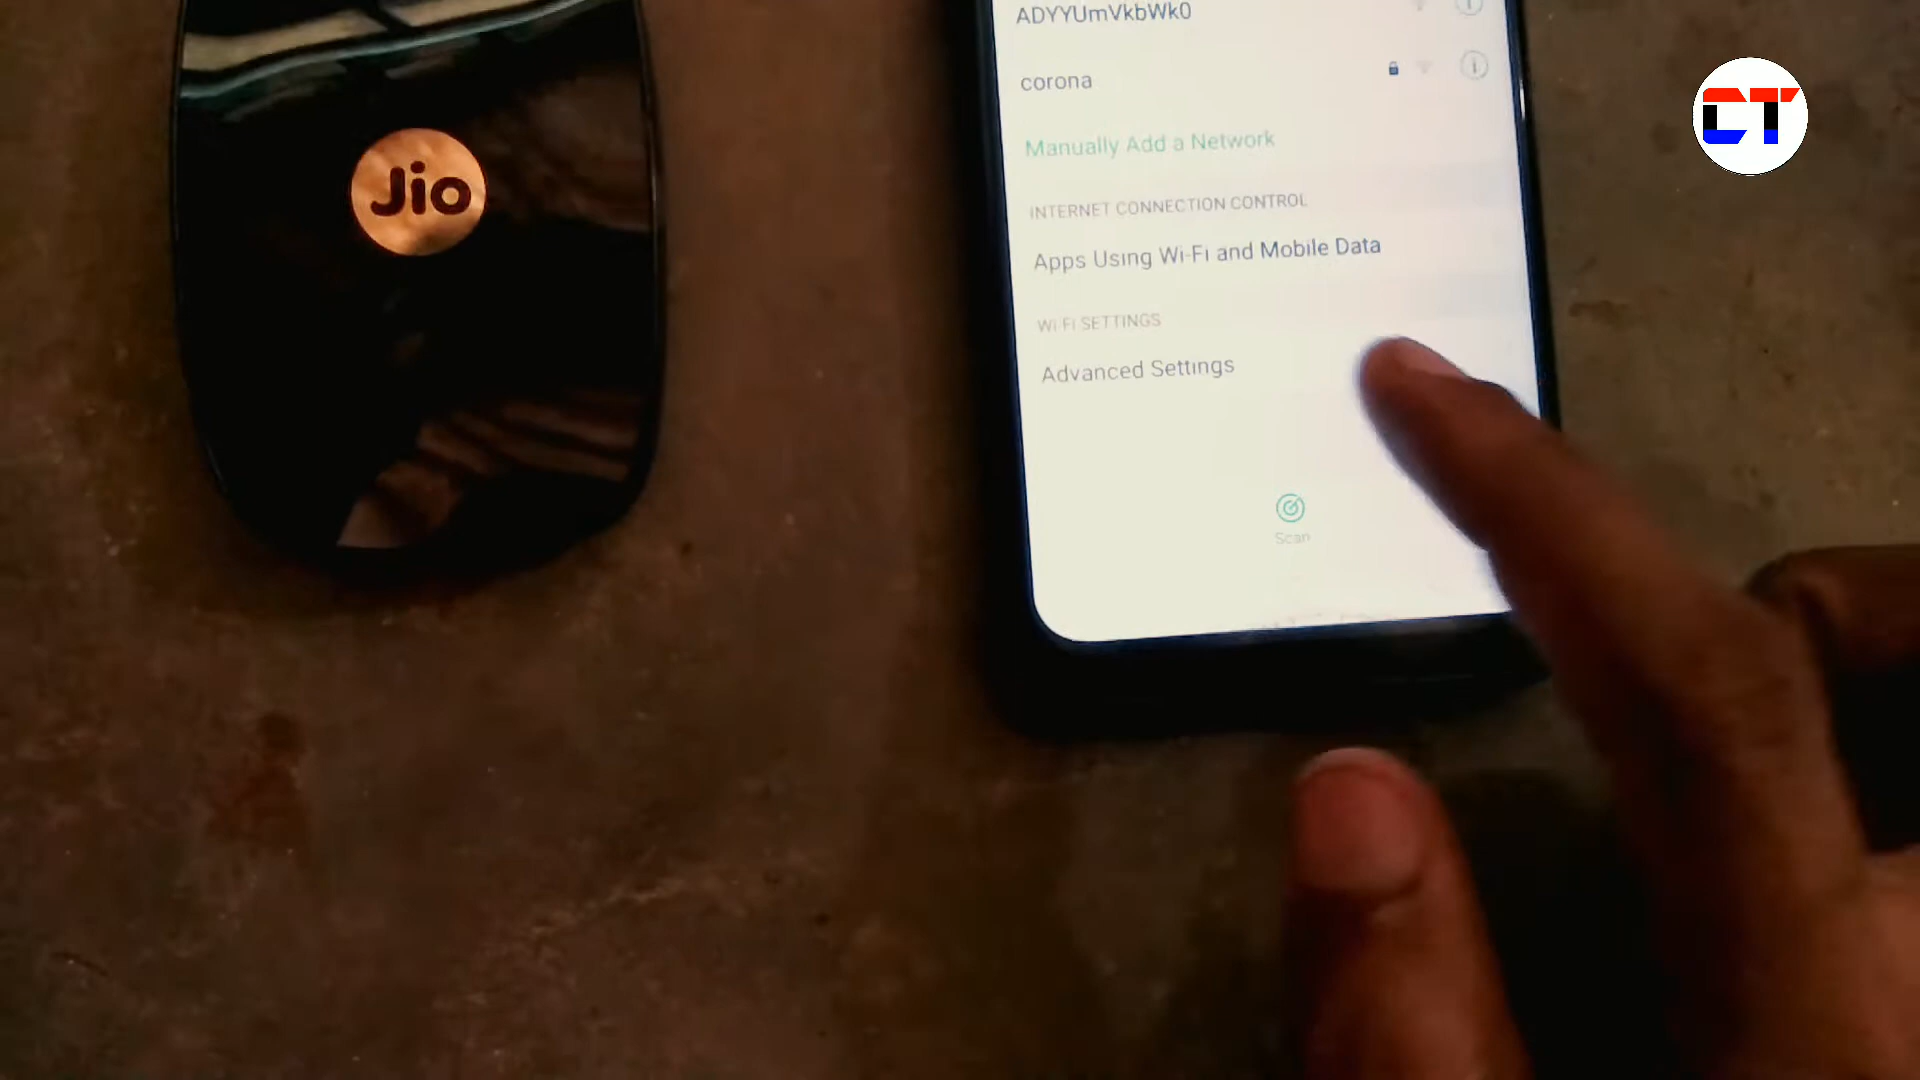 ADYYUmVkbWk0
corona
Manually Add a Network
INTERNET CONNECTION CONTROL
Apps Using Wi-Fi and Mobile Data
Wi-Fi SETTINGS
Advanced Settings
Scan
Jio
CT